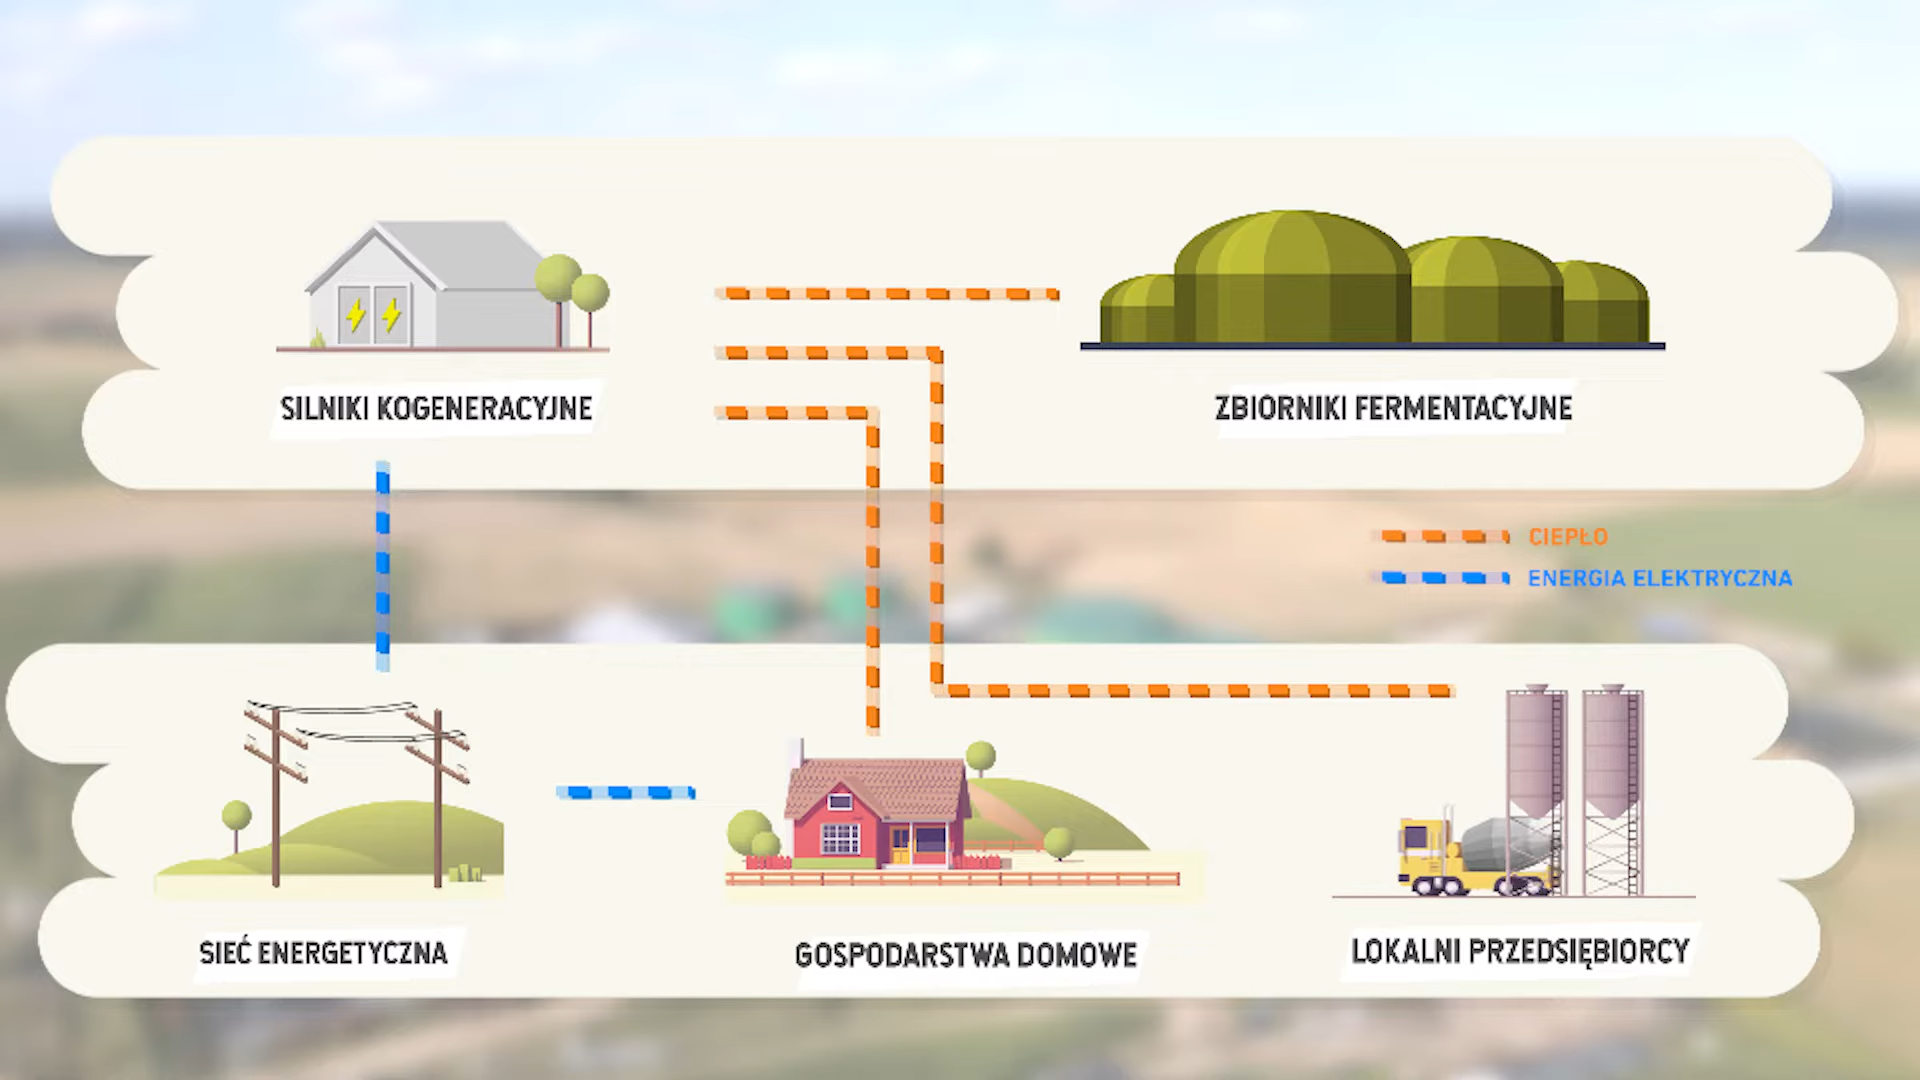 SILNIKI KOGENERACYJNE
ZBIORNIKI FERMENTACYJNE
CIEPŁO
ENERGIA ELEKTRYCZNA
SIEĆ ENERGETYCZNA
GOSPODARSTWA DOMOWE
LOKALNI PRZEDSIĘBIORCY